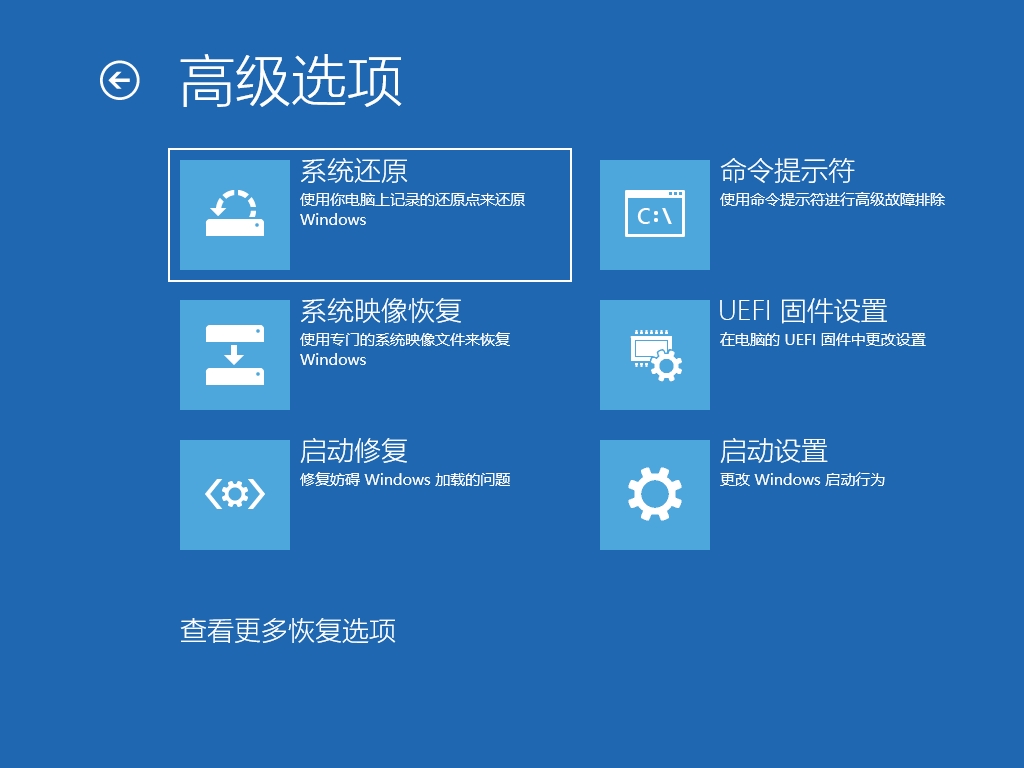 高级选项
系统还原
使用你电脑上记录的还原点来还原
Windows
命令提示符
使用命令提示符进行高级故障排除
C:\
系统映像恢复
使用专门的系统映像文件来恢复
Windows
UEFI 固件设置
在电脑的 UEFI 固件中更改设置
启动修复
修复妨碍 Windows 加载的问题
启动设置
更改 Windows 启动行为
查看更多恢复选项